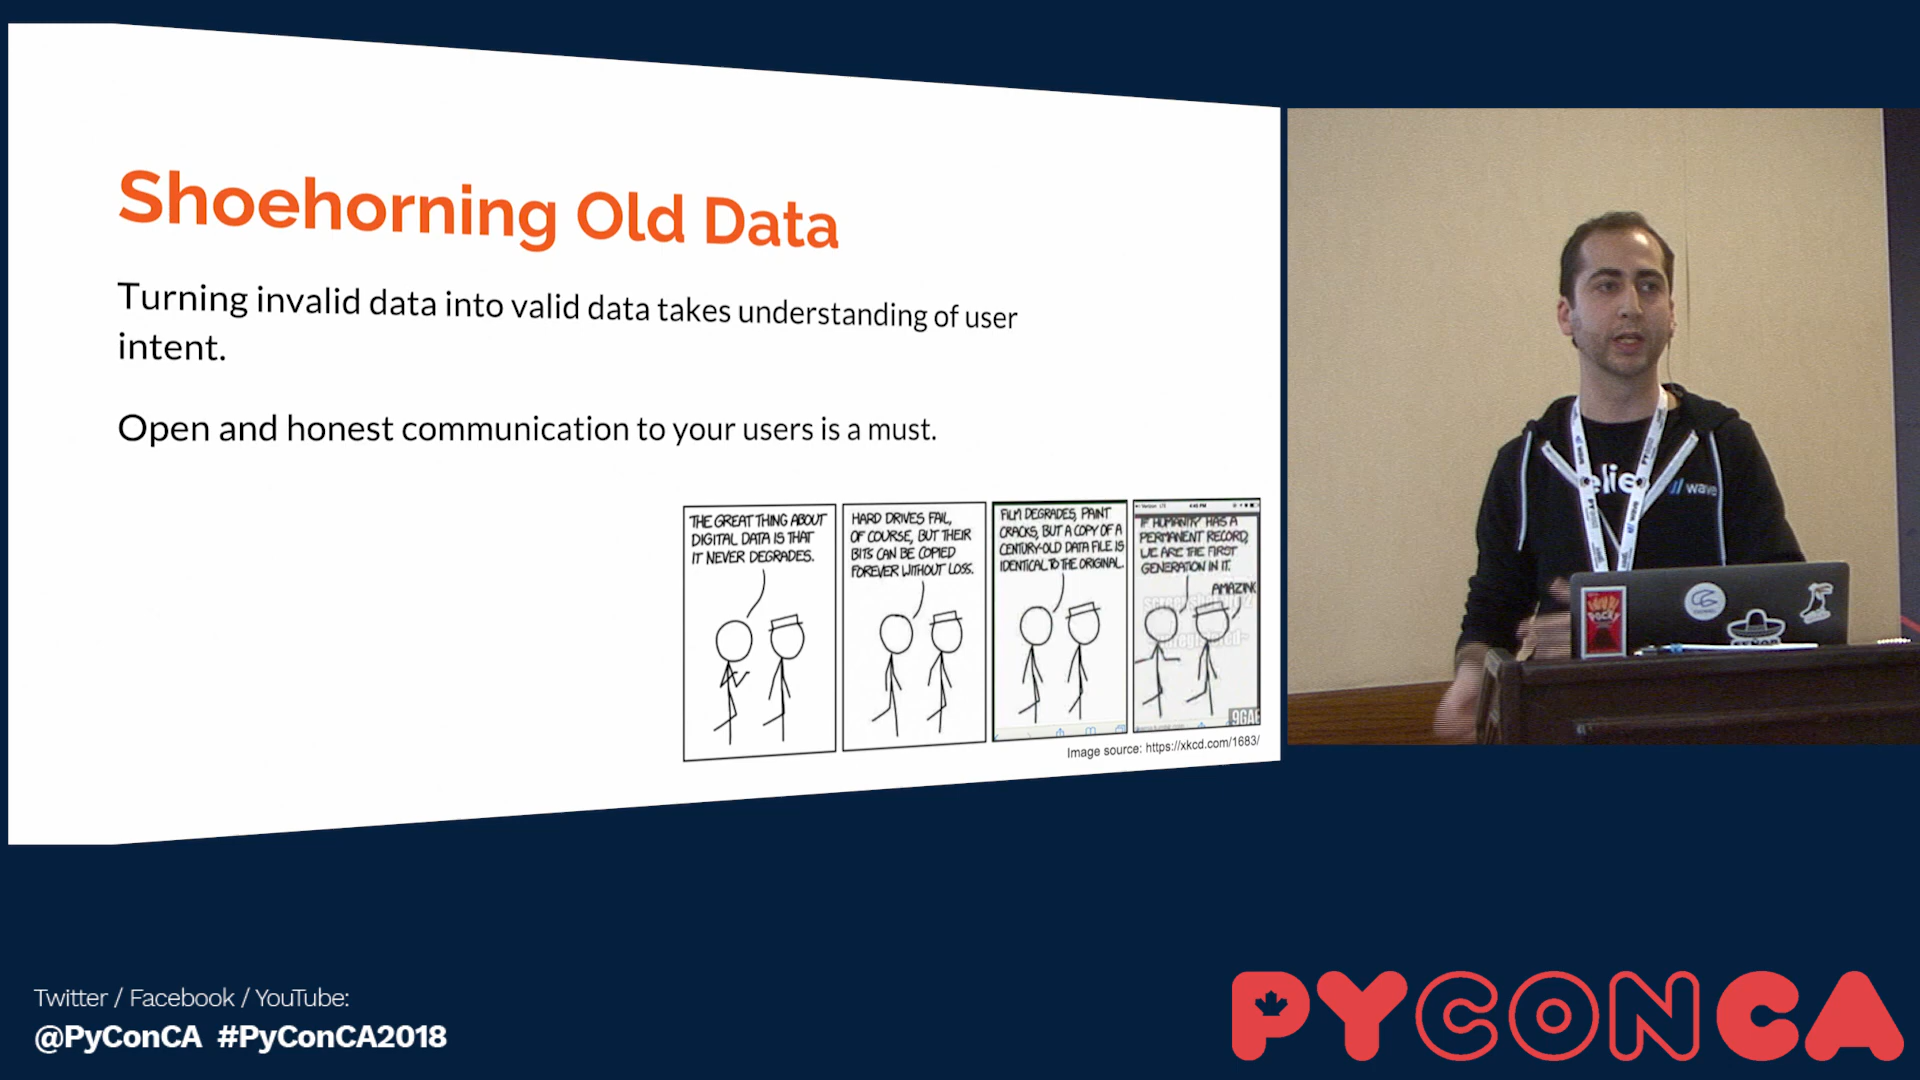 Shoehorning Old Data
Turning invalid data into valid data takes understanding of user
intent.
Open and honest communication to your users is a must.
THE GREAT THING ABOUT
DIGITAL DATA IS THAT
IT NEVER DEGRADES.
HARD DRIVES FAIL,
OF COURSE, BUT THEIR
BITS CAN BE COPIED
FOREVER WITHOUT LOSS.
FILM DEGRADES, PAINT
CRACKS, BUT A COPY OF A
CENTURY-OLD DATA FILE IS
IDENTICAL TO THE ORIGINAL.
IF HUMANITY HAS A
PERMANENT RECORD,
WE ARE THE FIRST
GENERATION IN IT.
Image source: https://xkcd.com/1683/
wave
Twitter / Facebook / YouTube:
@PyConCA #PyConCA2018
PYCONCA